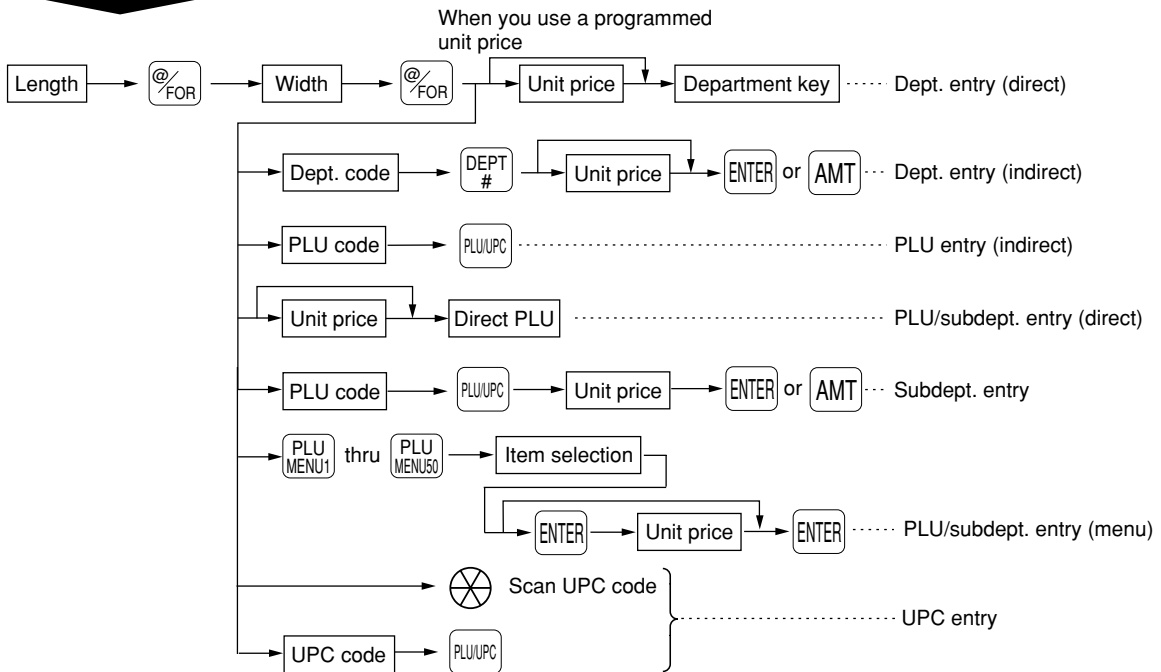 When you use a programmed
unit price
Length @/FOR Width @/FOR Unit price Department key Dept. entry (direct)
Dept. code DEPT # Unit price ENTER or AMT Dept. entry (indirect)
PLU code PLU/UPC PLU entry (indirect)
Unit price Direct PLU PLU/subdept. entry (direct)
PLU code PLU/UPC Unit price ENTER or AMT Subdept. entry
PLU MENU1 thru PLU MENU50 Item selection
ENTER Unit price ENTER PLU/subdept. entry (menu)
Scan UPC code
UPC entry
UPC code PLU/UPC